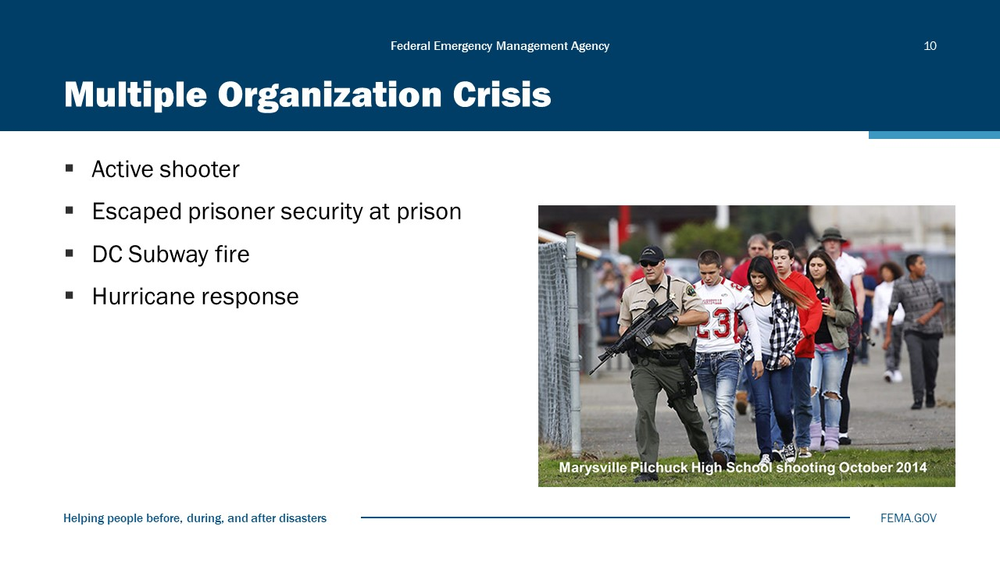 Federal Emergency Management Agency
10
Multiple Organization Crisis
▪ Active shooter
▪ Escaped prisoner security at prison
▪ DC Subway fire
▪ Hurricane response
23
Marysville Pilchuck High School shooting October 2014
Helping people before, during, and after disasters
FEMA.GOV